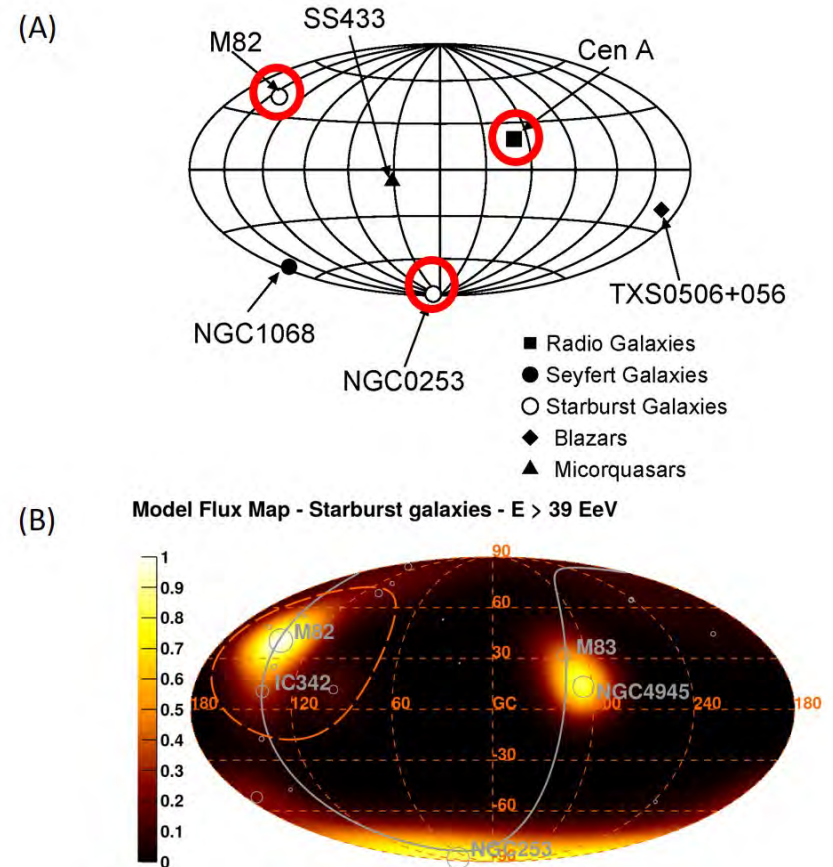 (A)
M82
SS433
Cen A
NGC1068
NGC0253
TXS0506+056
■ Radio Galaxies
● Seyfert Galaxies
○ Starburst Galaxies
◆ Blazars
▲ Micorquasars
(B)
Model Flux Map - Starburst galaxies - E > 39 EeV
1
0.9
0.8
0.7
0.6
0.5
0.4
0.3
0.2
0.1
0
90
60
M82
30
M83
IC342
NGC4945
180
120
60
GC
240
180
-30
-60
NGC253